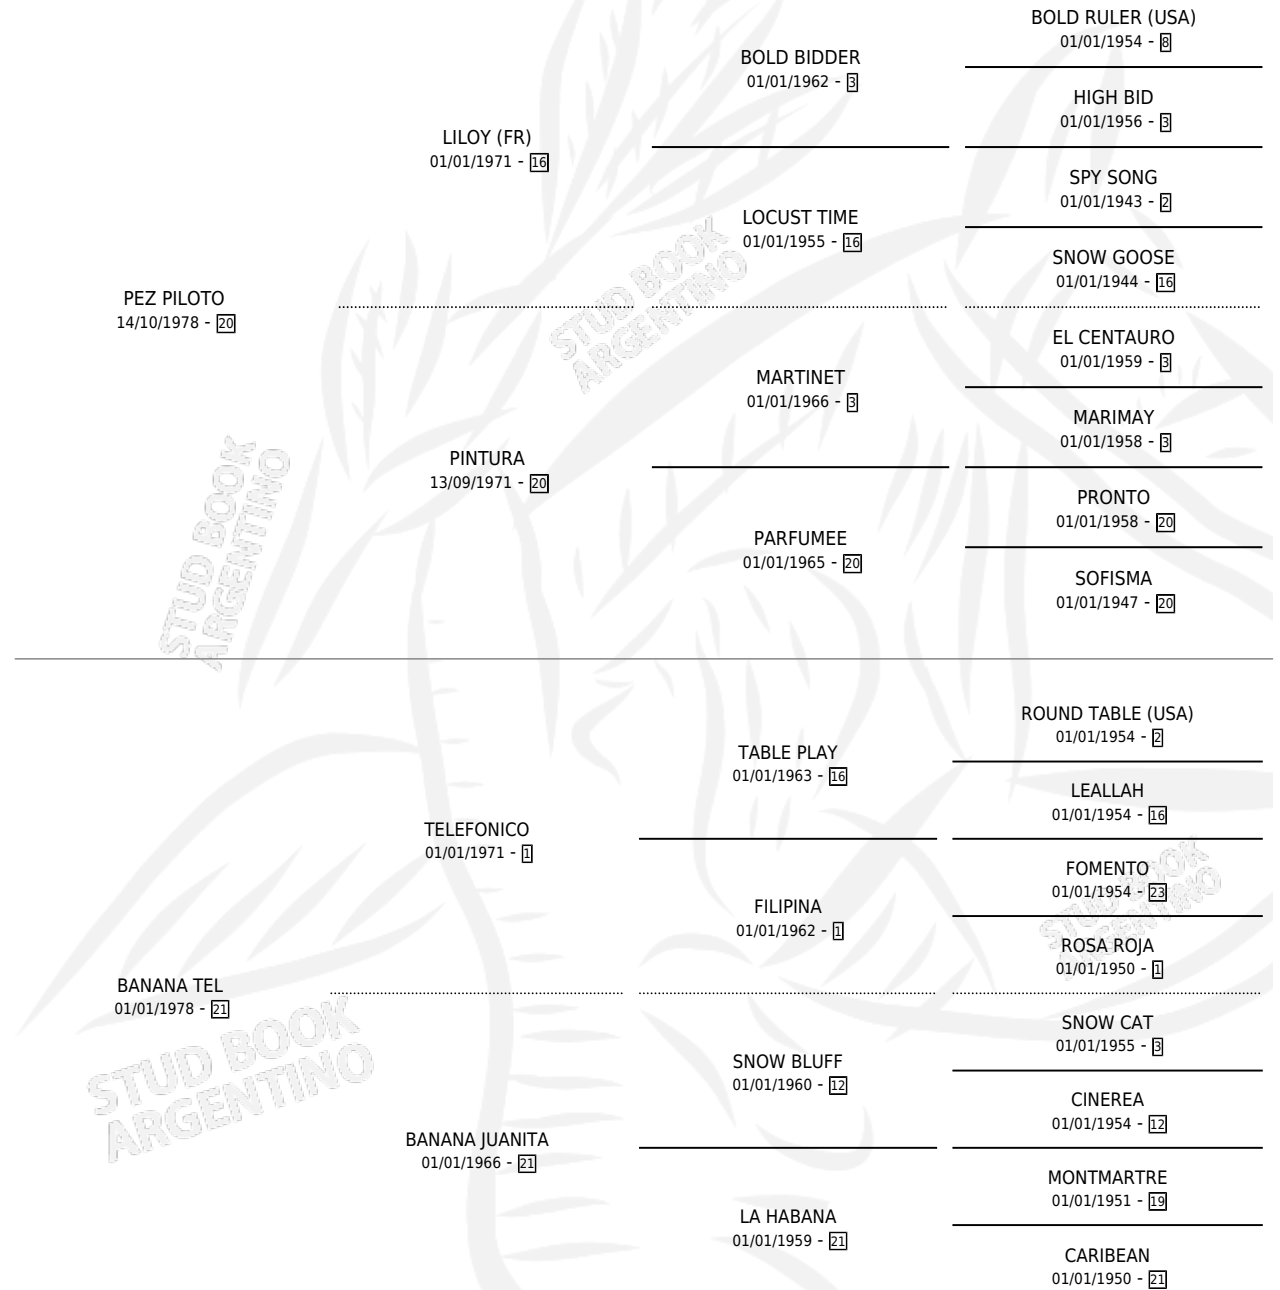 BOLD RULER (USA)
01/01/1954 - 8
BOLD BIDDER
01/01/1962 - 3
HIGH BID
01/01/1956 - 3
LILOY (FR)
01/01/1971 - 16
SPY SONG
01/01/1943 - 2
LOCUST TIME
01/01/1955 - 16
SNOW GOOSE
01/01/1944 - 16
PEZ PILOTO
14/10/1978 - 20
EL CENTAURO
01/01/1959 - 3
MARTINET
01/01/1966 - 3
MARIMAY
01/01/1958 - 3
PINTURA
13/09/1971 - 20
PRONTO
01/01/1958 - 20
PARFUMEE
01/01/1965 - 20
SOFISMA
01/01/1947 - 20
ROUND TABLE (USA)
01/01/1954 - 2
TABLE PLAY
01/01/1963 - 16
LEALLAH
01/01/1954 - 16
TELEFONICO
01/01/1971 - 1
FOMENTO
01/01/1954 - 23
FILIPINA
01/01/1962 - 1
ROSA ROJA
01/01/1950 - 1
BANANA TEL
01/01/1978 - 21
SNOW CAT
01/01/1955 - 3
SNOW BLUFF
01/01/1960 - 12
CINEREA
01/01/1954 - 12
BANANA JUANITA
01/01/1966 - 21
MONTMARTRE
01/01/1951 - 19
LA HABANA
01/01/1959 - 21
CARIBEAN
01/01/1950 - 21
STUD BOOK
ARGENTINO
STUD BOOK
ARGENTINO
STUD BOOK
ARGENTINO
STUD BOOK
ARGENTINO